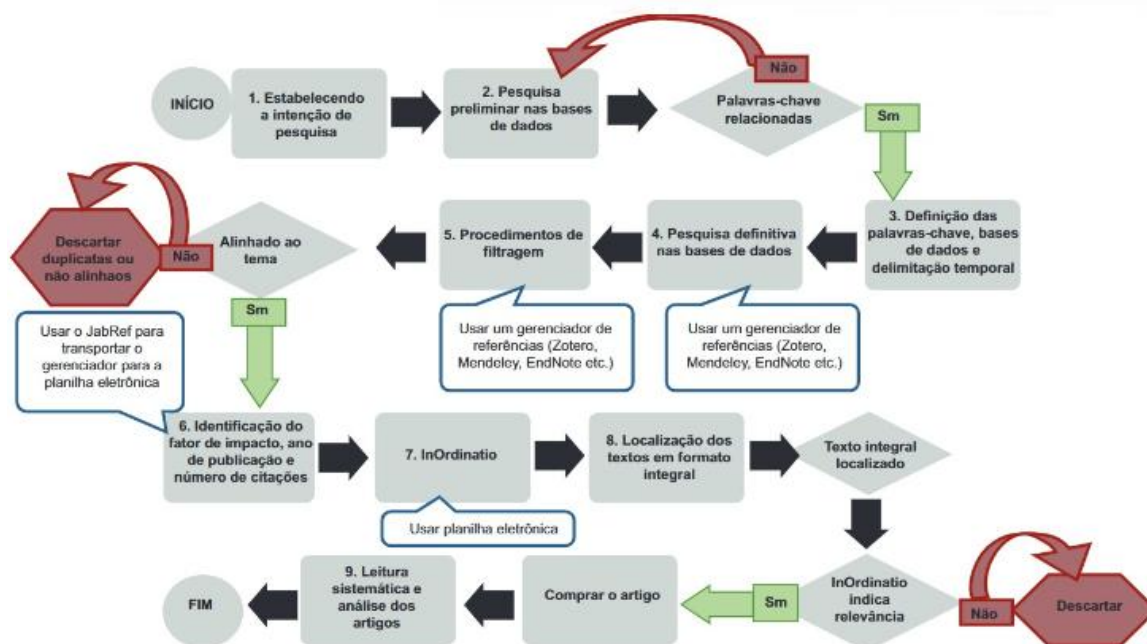 INÍCIO
1. Estabelecendo
a intenção de
pesquisa
2. Pesquisa
preliminar nas bases
de dados
Não
Palavras-chave
relacionadas
Sm
3. Definição das
palavras-chave, bases
de dados e
delimitação temporal
4. Pesquisa definitiva
nas bases de dados
5. Procedimentos de
filtragem
Alinhado ao
tema
Não
Descartar
duplicatas ou
não alinhaos
Sm
Usar um gerenciador de
referências (Zotero,
Mendeley, EndNote etc.)
Usar um gerenciador de
referências (Zotero,
Mendeley, EndNote etc.)
Usar o JabRef para
transportar o
gerenciador para a
planilha eletrônica
6. Identificação do
fator de impacto, ano
de publicação e
número de citações
7. InOrdinatio
Usar planilha eletrônica
8. Localização dos
textos em formato
integral
Texto integral
localizado
InOrdinatio
indica
relevância
Não
Descartar
Sm
Comprar o artigo
9. Leitura
sistemática e
análise dos
artigos
FIM